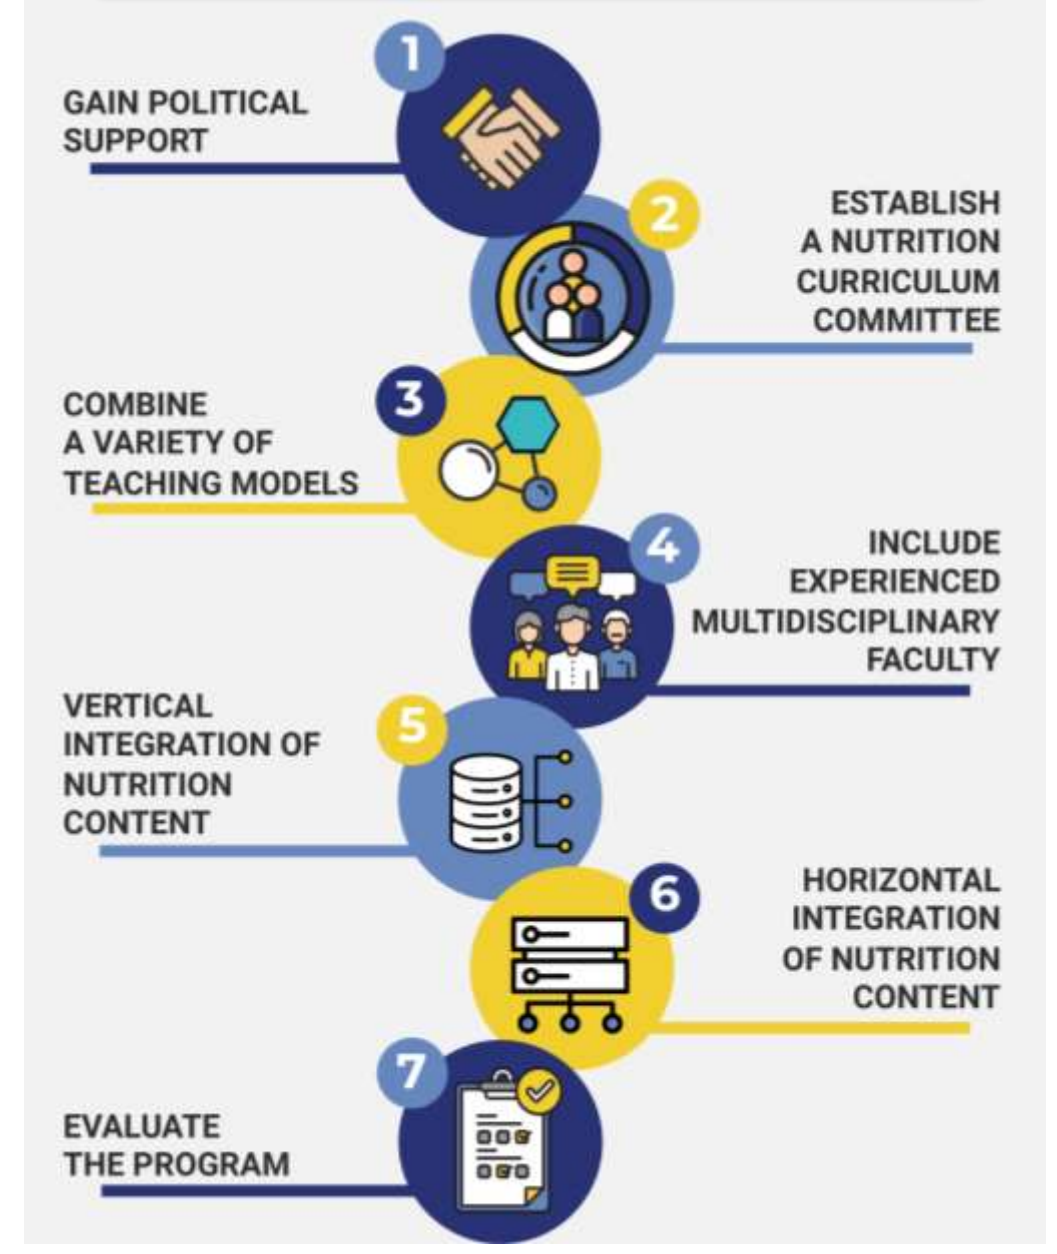 1
GAIN POLITICAL
SUPPORT
2
ESTABLISH
A NUTRITION
CURRICULUM
COMMITTEE
3
COMBINE
A VARIETY OF
TEACHING MODELS
4
INCLUDE
EXPERIENCED
MULTIDISCIPLINARY
FACULTY
5
VERTICAL
INTEGRATION OF
NUTRITION
CONTENT
6
HORIZONTAL
INTEGRATION
OF NUTRITION
CONTENT
7
EVALUATE
THE PROGRAM